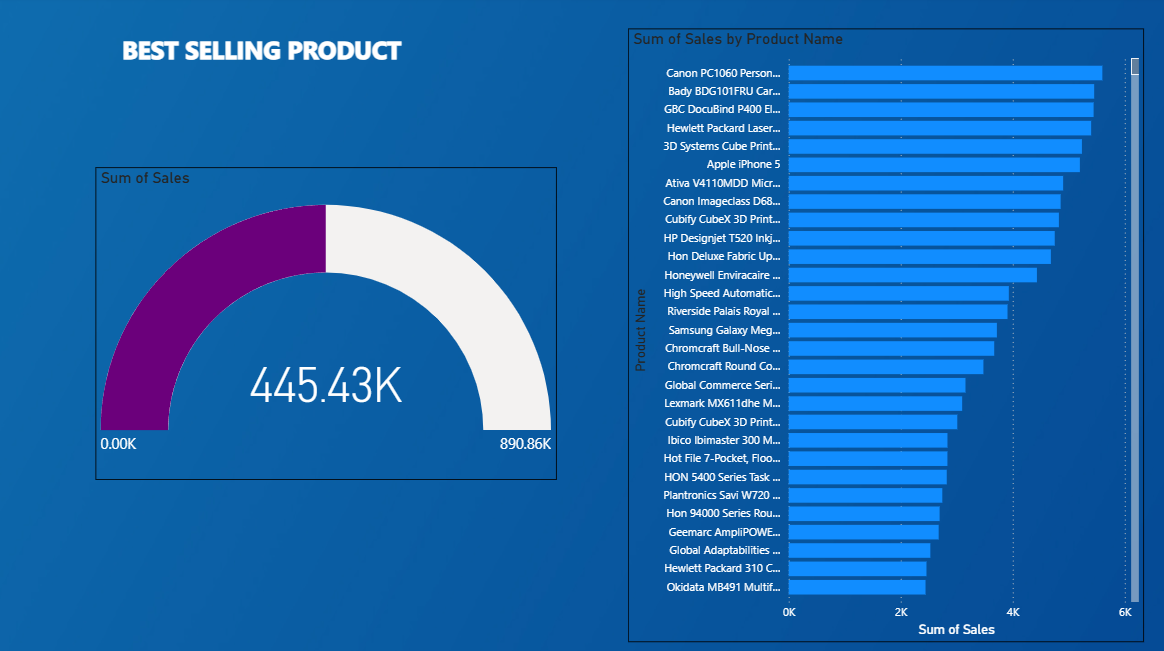 BEST SELLING PRODUCT
Sum of Sales
445.43K
0.00K
890.86K
Sum of Sales by Product Name
Product Name
Canon PC1060 Person...
Bady BDG101FRU Car...
GBC DocuBind P400 El...
Hewlett Packard Laser...
3D Systems Cube Print...
Apple iPhone 5
Ativa V4110MDD Micr...
Canon Imageclass D68...
Cubify CubeX 3D Print...
HP Designjet T520 Inkj...
Hon Deluxe Fabric Up...
Honeywell Enviracaire ...
High Speed Automatic...
Riverside Palais Royal ...
Samsung Galaxy Meg...
Chromcraft Bull-Nose ...
Chromcraft Round Co...
Global Commerce Seri...
Lexmark MX611dhe M...
Cubify CubeX 3D Print...
Ibico Ibimaster 300 M...
Hot File 7-Pocket, Floo...
HON 5400 Series Task ...
Plantronics Savi W720 ...
Hon 94000 Series Rou...
Geemarc AmpliPOWE...
Global Adaptabilities ...
Hewlett Packard 310 C...
Okidata MB491 Multif...
0K 2K 4K 6K
Sum of Sales